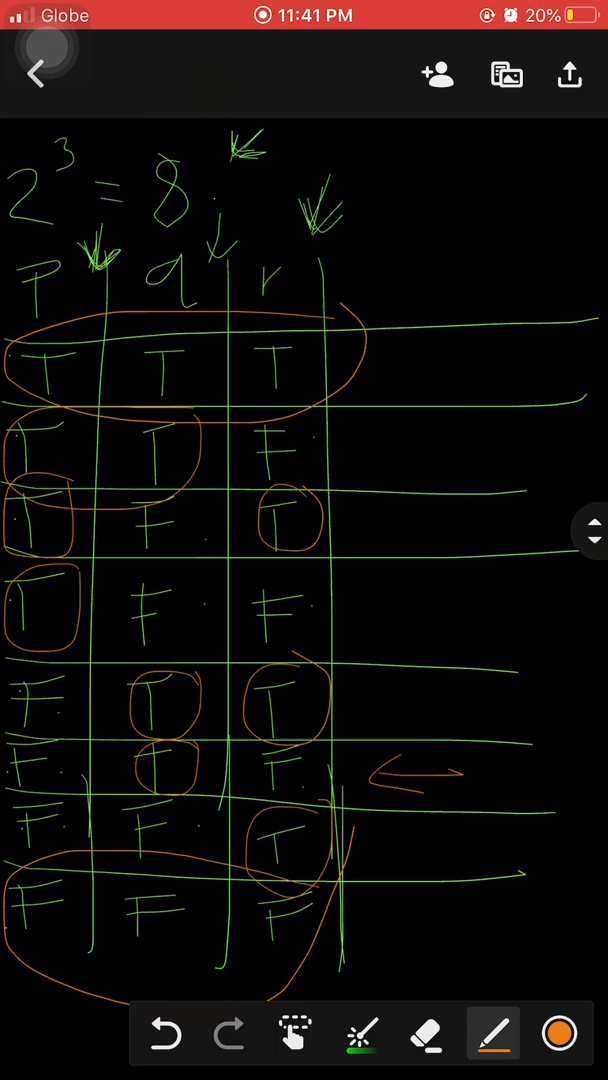 Globe 11:41 PM 20%
2³ = 8
P q r
T T T
T T F
T F T
T F F
F T T
F T F
F F T
F F F